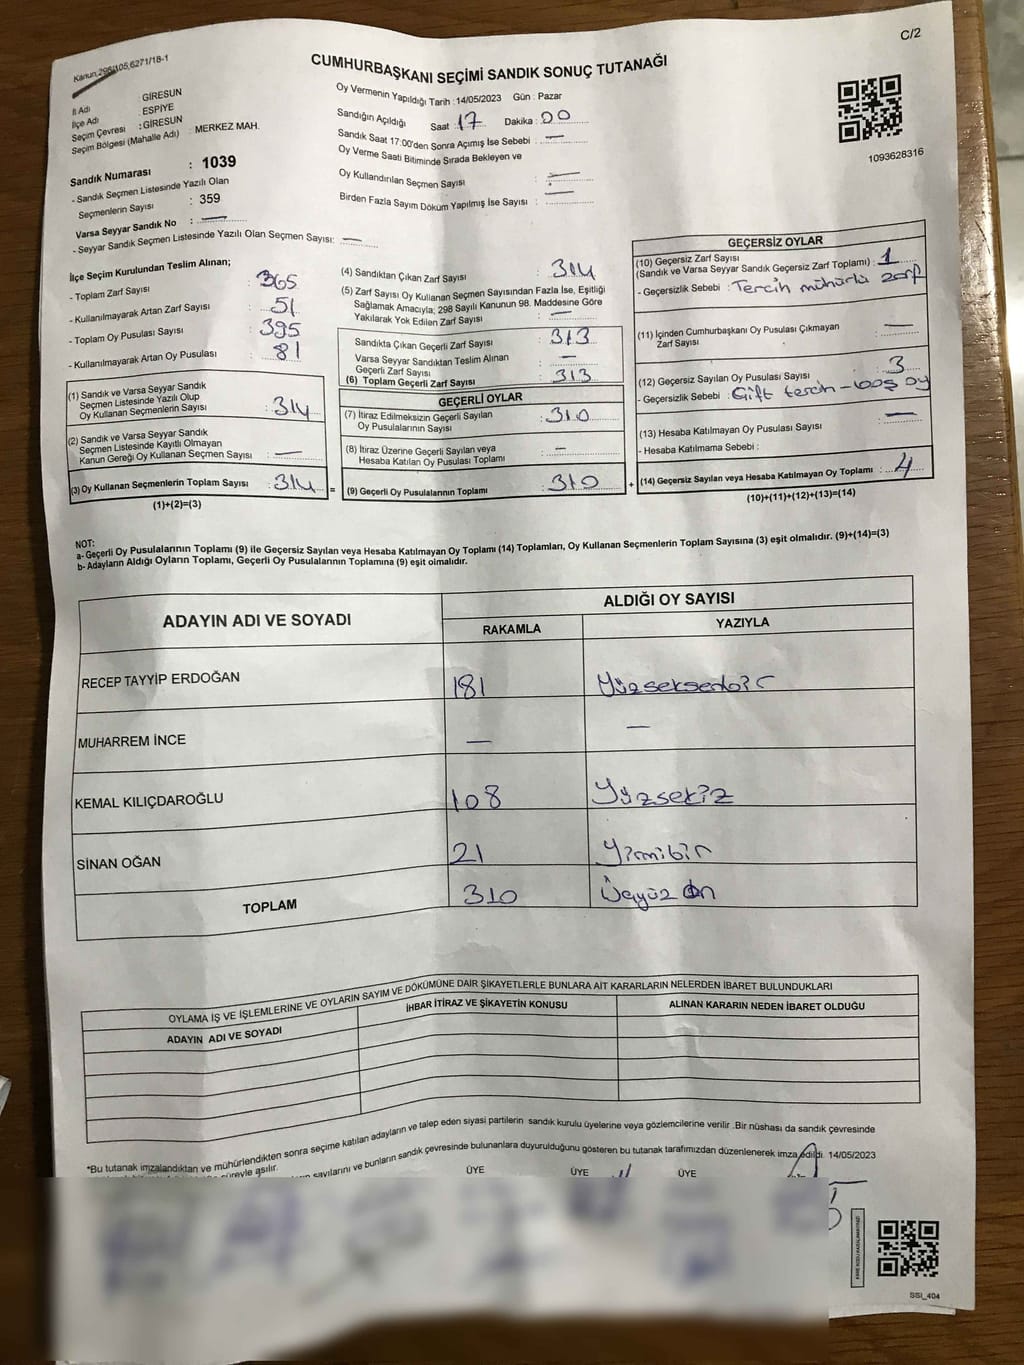 C/2
Kanun,298/105,6271/18-1
CUMHURBAŞKANI SEÇİMİ SANDIK SONUÇ TUTANAĞI
İl Adı : GİRESUN
İlçe Adı : ESPİYE
Seçim Çevresi : GİRESUN
Seçim Bölgesi (Mahalle Adı) : MERKEZ MAH.
Sandık Numarası : 1039
- Sandık Seçmen Listesinde Yazılı Olan
Seçmenlerin Sayısı : 359
Varsa Seyyar Sandık No : —
- Seyyar Sandık Seçmen Listesinde Yazılı Olan Seçmen Sayısı: —
Oy Vermenin Yapıldığı Tarih : 14/05/2023 Gün : Pazar
Sandığın Açıldığı Saat : 17 Dakika : 00
Sandık Saat 17:00'den Sonra Açımış İse Sebebi : —
Oy Verme Saati Bitiminde Sırada Bekleyen ve
Oy Kullandırılan Seçmen Sayısı : —
Birden Fazla Sayım Döküm Yapılmış İse Sayısı : —
1093628316
İlçe Seçim Kurulundan Teslim Alınan;
- Toplam Zarf Sayısı : 365
- Kullanılmayarak Artan Zarf Sayısı : 51
- Toplam Oy Pusulası Sayısı : 395
- Kullanılmayarak Artan Oy Pusulası : 81
(1) Sandık ve Varsa Seyyar Sandık
Seçmen Listesinde Yazılı Olup
Oy Kullanan Seçmenlerin Sayısı : 314
(2) Sandık ve Varsa Seyyar Sandık
Seçmen Listesinde Kayıtlı Olmayan
Kanun Gereği Oy Kullanan Seçmen Sayısı : —
(3) Oy Kullanan Seçmenlerin Toplam Sayısı : 314 =
(1)+(2)=(3)
(4) Sandıktan Çıkan Zarf Sayısı : 314
(5) Zarf Sayısı Oy Kullanan Seçmen Sayısından Fazla İse, Eşitliği
Sağlamak Amacıyla; 298 Sayılı Kanunun 98. Maddesine Göre
Yakılarak Yok Edilen Zarf Sayısı : —
Sandıkta Çıkan Geçerli Zarf Sayısı : 313
Varsa Seyyar Sandıktan Teslim Alınan
Geçerli Zarf Sayısı : —
(6) Toplam Geçerli Zarf Sayısı : 313
GEÇERLİ OYLAR
(7) İtiraz Edilmeksizin Geçerli Sayılan
Oy Pusulalarının Sayısı : 310
(8) İtiraz Üzerine Geçerli Sayılan veya
Hesaba Katılan Oy Pusulası Toplamı : —
(9) Geçerli Oy Pusulalarının Toplamı : 310 +
GEÇERSİZ OYLAR
(10) Geçersiz Zarf Sayısı
(Sandık ve Varsa Seyyar Sandık Geçersiz Zarf Toplamı) : 1
- Geçersizlik Sebebi : Tercih mühürlü zarf
(11) İçinden Cumhurbaşkanı Oy Pusulası Çıkmayan
Zarf Sayısı : —
(12) Geçersiz Sayılan Oy Pusulası Sayısı : 3
- Geçersizlik Sebebi : Çift tercih - boş oy
(13) Hesaba Katılmayan Oy Pusulası Sayısı : —
- Hesaba Katılmama Sebebi :
(14) Geçersiz Sayılan veya Hesaba Katılmayan Oy Toplamı : 4
(10)+(11)+(12)+(13)=(14)
NOT:
a- Geçerli Oy Pusulalarının Toplamı (9) ile Geçersiz Sayılan veya Hesaba Katılmayan Oy Toplamı (14) Toplamları, Oy Kullanan Seçmenlerin Toplam Sayısına (3) eşit olmalıdır. (9)+(14)=(3)
b- Adayların Aldığı Oyların Toplamı, Geçerli Oy Pusulalarının Toplamına (9) eşit olmalıdır.
ADAYIN ADI VE SOYADI
ALDIĞI OY SAYISI
RAKAMLA YAZIYLA
RECEP TAYYİP ERDOĞAN 181 Yüzseksenbir
MUHARREM İNCE — —
KEMAL KILIÇDAROĞLU 108 Yüzsekiz
SİNAN OĞAN 21 Yirmibir
TOPLAM 310 Üçyüz On
OYLAMA İŞ VE İŞLEMLERİNE VE OYLARIN SAYIM VE DÖKÜMÜNE DAİR ŞİKAYETLERLE BUNLARA AİT KARARLARIN NELERDEN İBARET BULUNDUKLARI
ADAYIN ADI VE SOYADI İHBAR İTİRAZ VE ŞİKAYETİN KONUSU ALINAN KARARIN NEDEN İBARET OLDUĞU
*Bu tutanak imzalandıktan ve mühürlendikten sonra seçime katılan adayların ve talep eden siyasi partilerin sandık kurulu üyelerine veya gözlemcilerine verilir .Bir nüshası da sandık çevresinde
süreyle asılır.
sayılarını ve bunların sandık çevresinde bulunanlara duyurulduğunu gösteren bu tutanak tarafımızdan düzenlenerek imza edildi. 14/05/2023
ÜYE ÜYE ÜYE
SSI_404